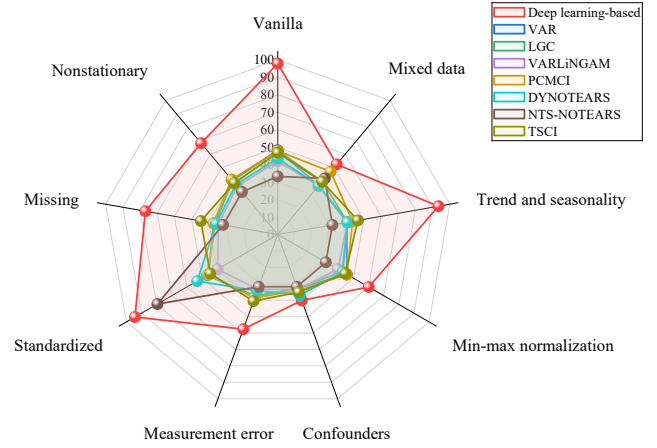 Vanilla
Mixed data
Trend and seasonality
Min-max normalization
Confounders
Measurement error
Standardized
Missing
Nonstationary
100
90
80
70
60
50
40
30
20
10
0
Deep learning-based
VAR
LGC
VARLiNGAM
PCMCI
DYNOTEARS
NTS-NOTEARS
TSCI